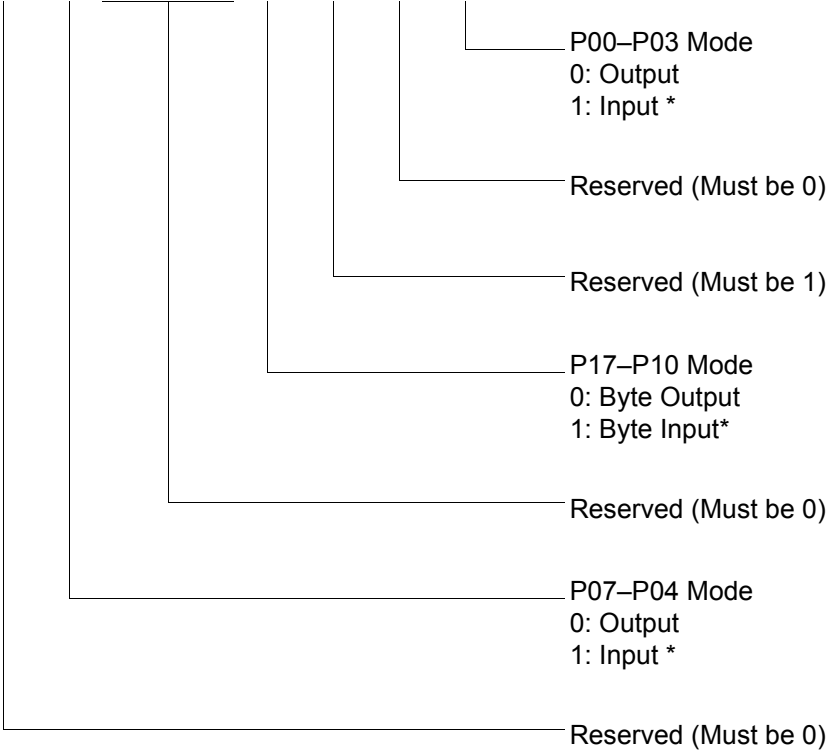 P00–P03 Mode
0: Output
1: Input *
Reserved (Must be 0)
Reserved (Must be 1)
P17–P10 Mode
0: Byte Output
1: Byte Input*
Reserved (Must be 0)
P07–P04 Mode
0: Output
1: Input *
Reserved (Must be 0)